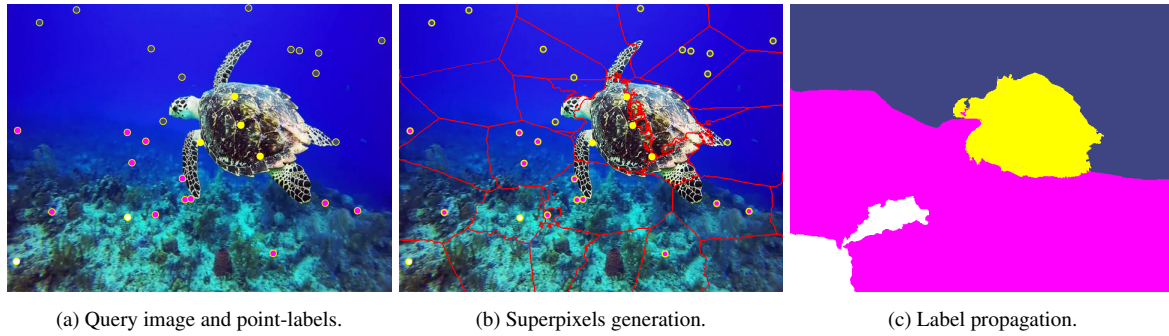 (a) Query image and point-labels.
(b) Superpixels generation.
(c) Label propagation.